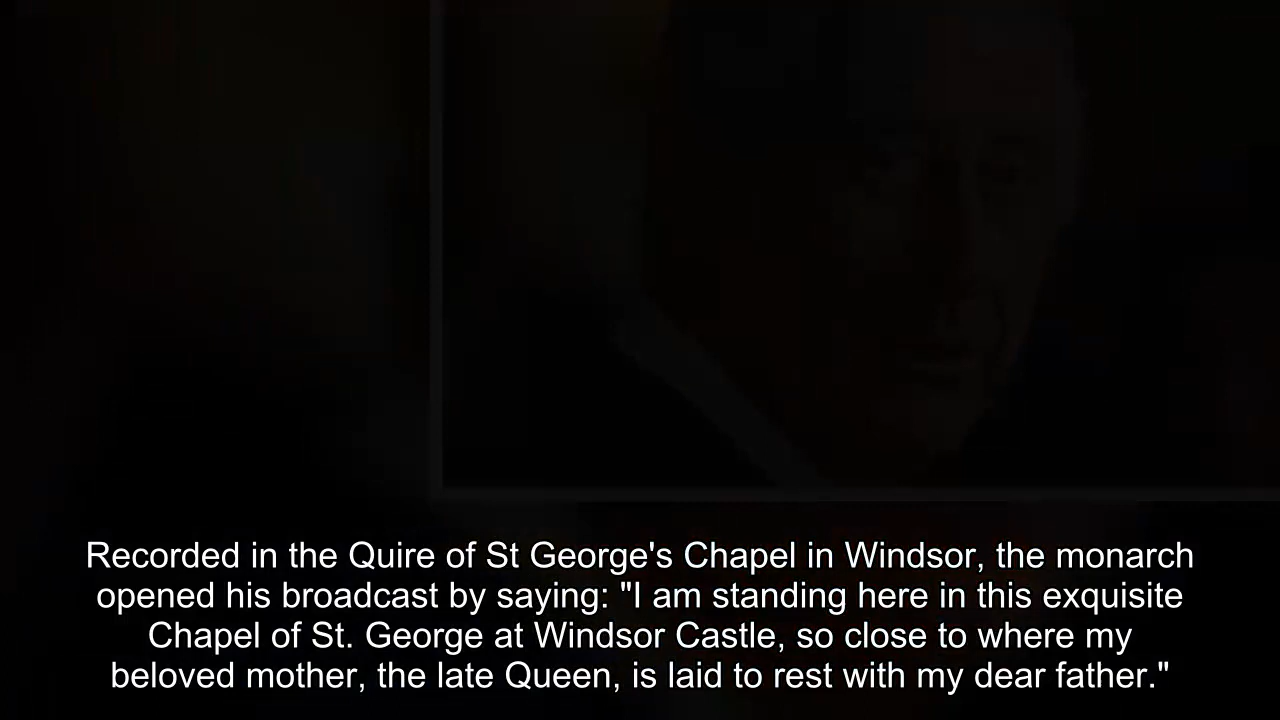 Recorded in the Quire of St George's Chapel in Windsor, the monarch
opened his broadcast by saying: "I am standing here in this exquisite
Chapel of St. George at Windsor Castle, so close to where my
beloved mother, the late Queen, is laid to rest with my dear father."